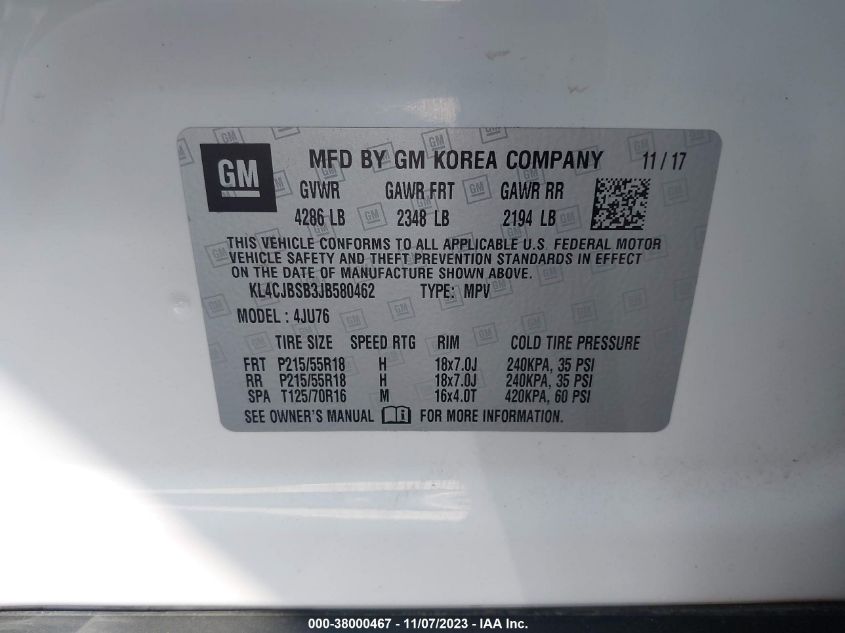 GM MFD BY GM KOREA COMPANY 11/17
GVWR GAWR FRT GAWR RR
4286 LB 2348 LB 2194 LB
THIS VEHICLE CONFORMS TO ALL APPLICABLE U.S. FEDERAL MOTOR
VEHICLE SAFETY AND THEFT PREVENTION STANDARDS IN EFFECT
ON THE DATE OF MANUFACTURE SHOWN ABOVE.
KL4CJBSB3JB580462 TYPE: MPV
MODEL : 4JU76
TIRE SIZE SPEED RTG RIM COLD TIRE PRESSURE
FRT P215/55R18 H 18x7.0J 240KPA, 35 PSI
RR P215/55R18 H 18x7.0J 240KPA, 35 PSI
SPA T125/70R16 M 16x4.0T 420KPA, 60 PSI
SEE OWNER'S MANUAL FOR MORE INFORMATION.
000-38000467 - 11/07/2023 - IAA Inc.